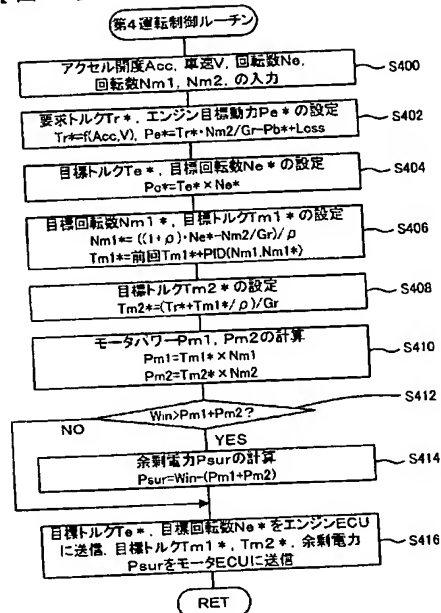 第4運転制御ルーチン
アクセル開度Acc, 車速V, 回転数Ne,
回転数Nm1, Nm2, の入力
S400
要求トルクTr*, エンジン目標動力Pe*の設定
Tr*=f(Acc,V), Pe*=Tr*・Nm2/Gr-Pb*+Loss
S402
目標トルクTe*, 目標回転数Ne*の設定
Pe*=Te*×Ne*
S404
目標回転数Nm1*, 目標トルクTm1*の設定
Nm1*=((1+ρ)・Ne*-Nm2/Gr)/ρ
Tm1*=前回Tm1*+PID(Nm1,Nm1*)
S406
目標トルクTm2*の設定
Tm2*=(Tr*+Tm1*/ρ)/Gr
S408
モータパワーPm1, Pm2の計算
Pm1=Tm1*×Nm1
Pm2=Tm2*×Nm2
S410
Win>Pm1+Pm2?
S412
NO
YES
余剰電力Psurの計算
Psur=Win-(Pm1+Pm2)
S414
目標トルクTe*, 目標回転数Ne*をエンジンECU
に送信, 目標トルクTm1*, Tm2*, 余剰電力
PsurをモータECUに送信
S416
RET